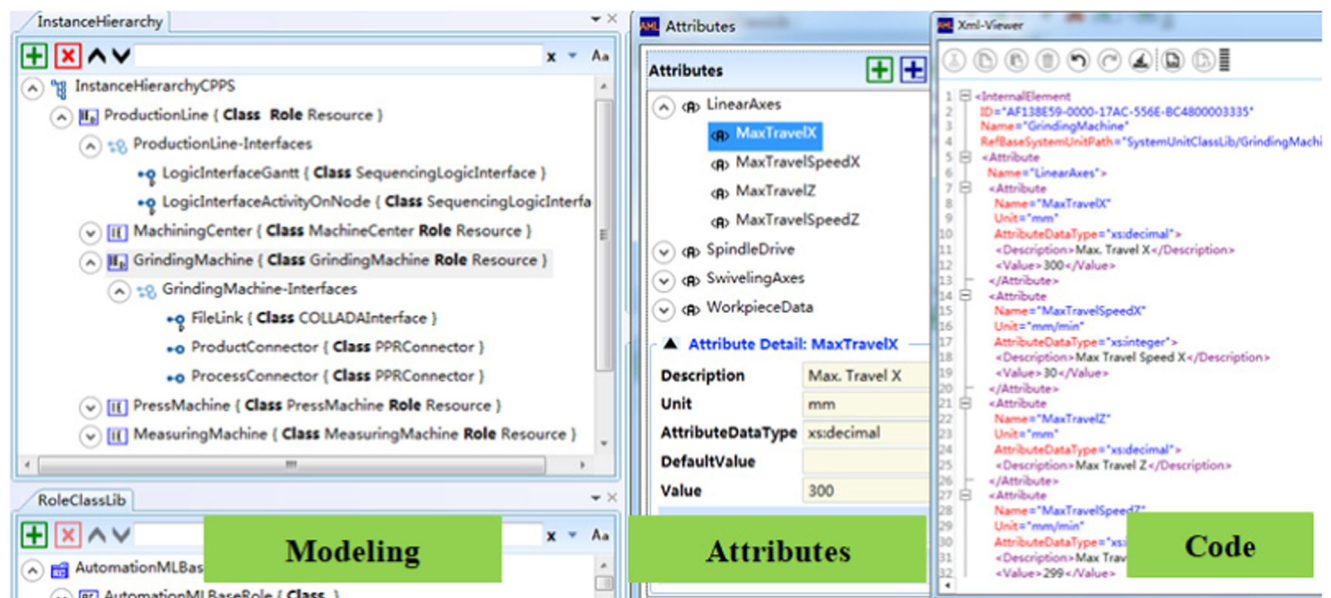 InstanceHierarchy
x Aa
InstanceHierarchyCPPS
ProductionLine { Class Role Resource }
ProductionLine-Interfaces
LogicInterfaceGantt { Class SequencingLogicInterface }
LogicInterfaceActivityOnNode { Class SequencingLogicInterfa
MachiningCenter { Class MachineCenter Role Resource }
GrindingMachine { Class GrindingMachine Role Resource }
GrindingMachine-Interfaces
FileLink { Class COLLADAInterface }
ProductConnector { Class PPRConnector }
ProcessConnector { Class PPRConnector }
PressMachine { Class PressMachine Role Resource }
MeasuringMachine { Class MeasuringMachine Role Resource }
RoleClassLib
x Aa
AutomationMLBas
AutomationMLBaseRole { Class }
Modeling
AML Attributes
Attributes
LinearAxes
MaxTravelX
MaxTravelSpeedX
MaxTravelZ
MaxTravelSpeedZ
SpindleDrive
SwivelingAxes
WorkpieceData
Attribute Detail: MaxTravelX
Description Max. Travel X
Unit mm
AttributeDataType xs:decimal
DefaultValue
Value 300
Attributes
AML Xml-Viewer
1 <InternalElement
2 ID="AF138E59-0000-17AC-556E-BC4800003335"
3 Name="GrindingMachine"
4 RefBaseSystemUnitPath="SystemUnitClassLib/GrindingMachi
5 <Attribute
6 Name="LinearAxes">
7 <Attribute
8 Name="MaxTravelX"
9 Unit="mm"
10 AttributeDataType="xs:decimal">
11 <Description>Max. Travel X</Description>
12 <Value>300</Value>
13 </Attribute>
14 <Attribute
15 Name="MaxTravelSpeedX"
16 Unit="mm/min"
17 AttributeDataType="xs:integer">
18 <Description>Max Travel Speed X</Description>
19 <Value>30</Value>
20 </Attribute>
21 <Attribute
22 Name="MaxTravelZ"
23 Unit="mm"
24 AttributeDataType="xs:decimal">
25 <Description>Max Travel Z</Description>
26 </Attribute>
27 <Attribute
28 Name="MaxTravelSpeedZ"
29 Unit="mm/min"
30 AttributeDataType="xs:
31 <Description>Max Trav
32 <Value>299</Value>
Code